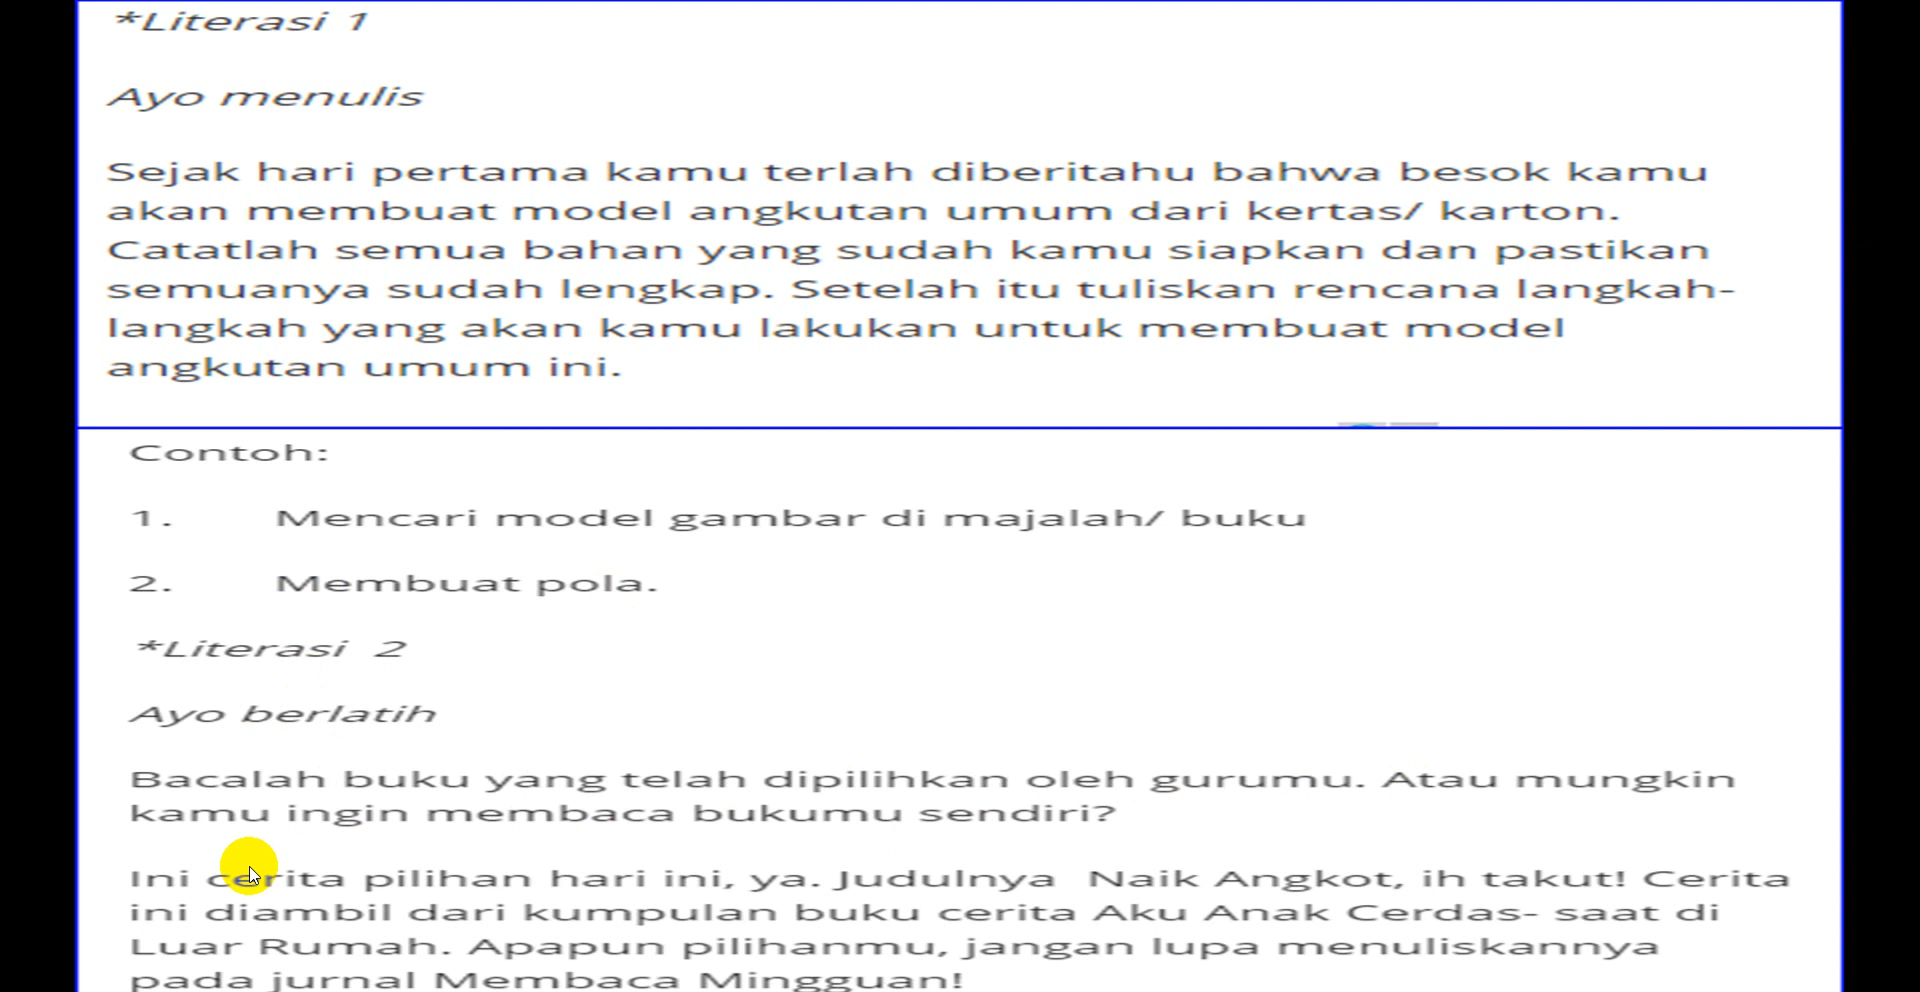 *Literasi 1
Ayo menulis
Sejak hari pertama kamu terlah diberitahu bahwa besok kamu
akan membuat model angkutan umum dari kertas/ karton.
Catatlah semua bahan yang sudah kamu siapkan dan pastikan
semuanya sudah lengkap. Setelah itu tuliskan rencana langkah-
langkah yang akan kamu lakukan untuk membuat model
angkutan umum ini.
Contoh:
1. Mencari model gambar di majalah/ buku
2. Membuat pola.
*Literasi 2
Ayo berlatih
Bacalah buku yang telah dipilihkan oleh gurumu. Atau mungkin
kamu ingin membaca bukumu sendiri?
Ini cerita pilihan hari ini, ya. Judulnya Naik Angkot, ih takut! Cerita
ini diambil dari kumpulan buku cerita Aku Anak Cerdas- saat di
Luar Rumah. Apapun pilihanmu, jangan lupa menuliskannya
pada jurnal Membaca Mingguan!